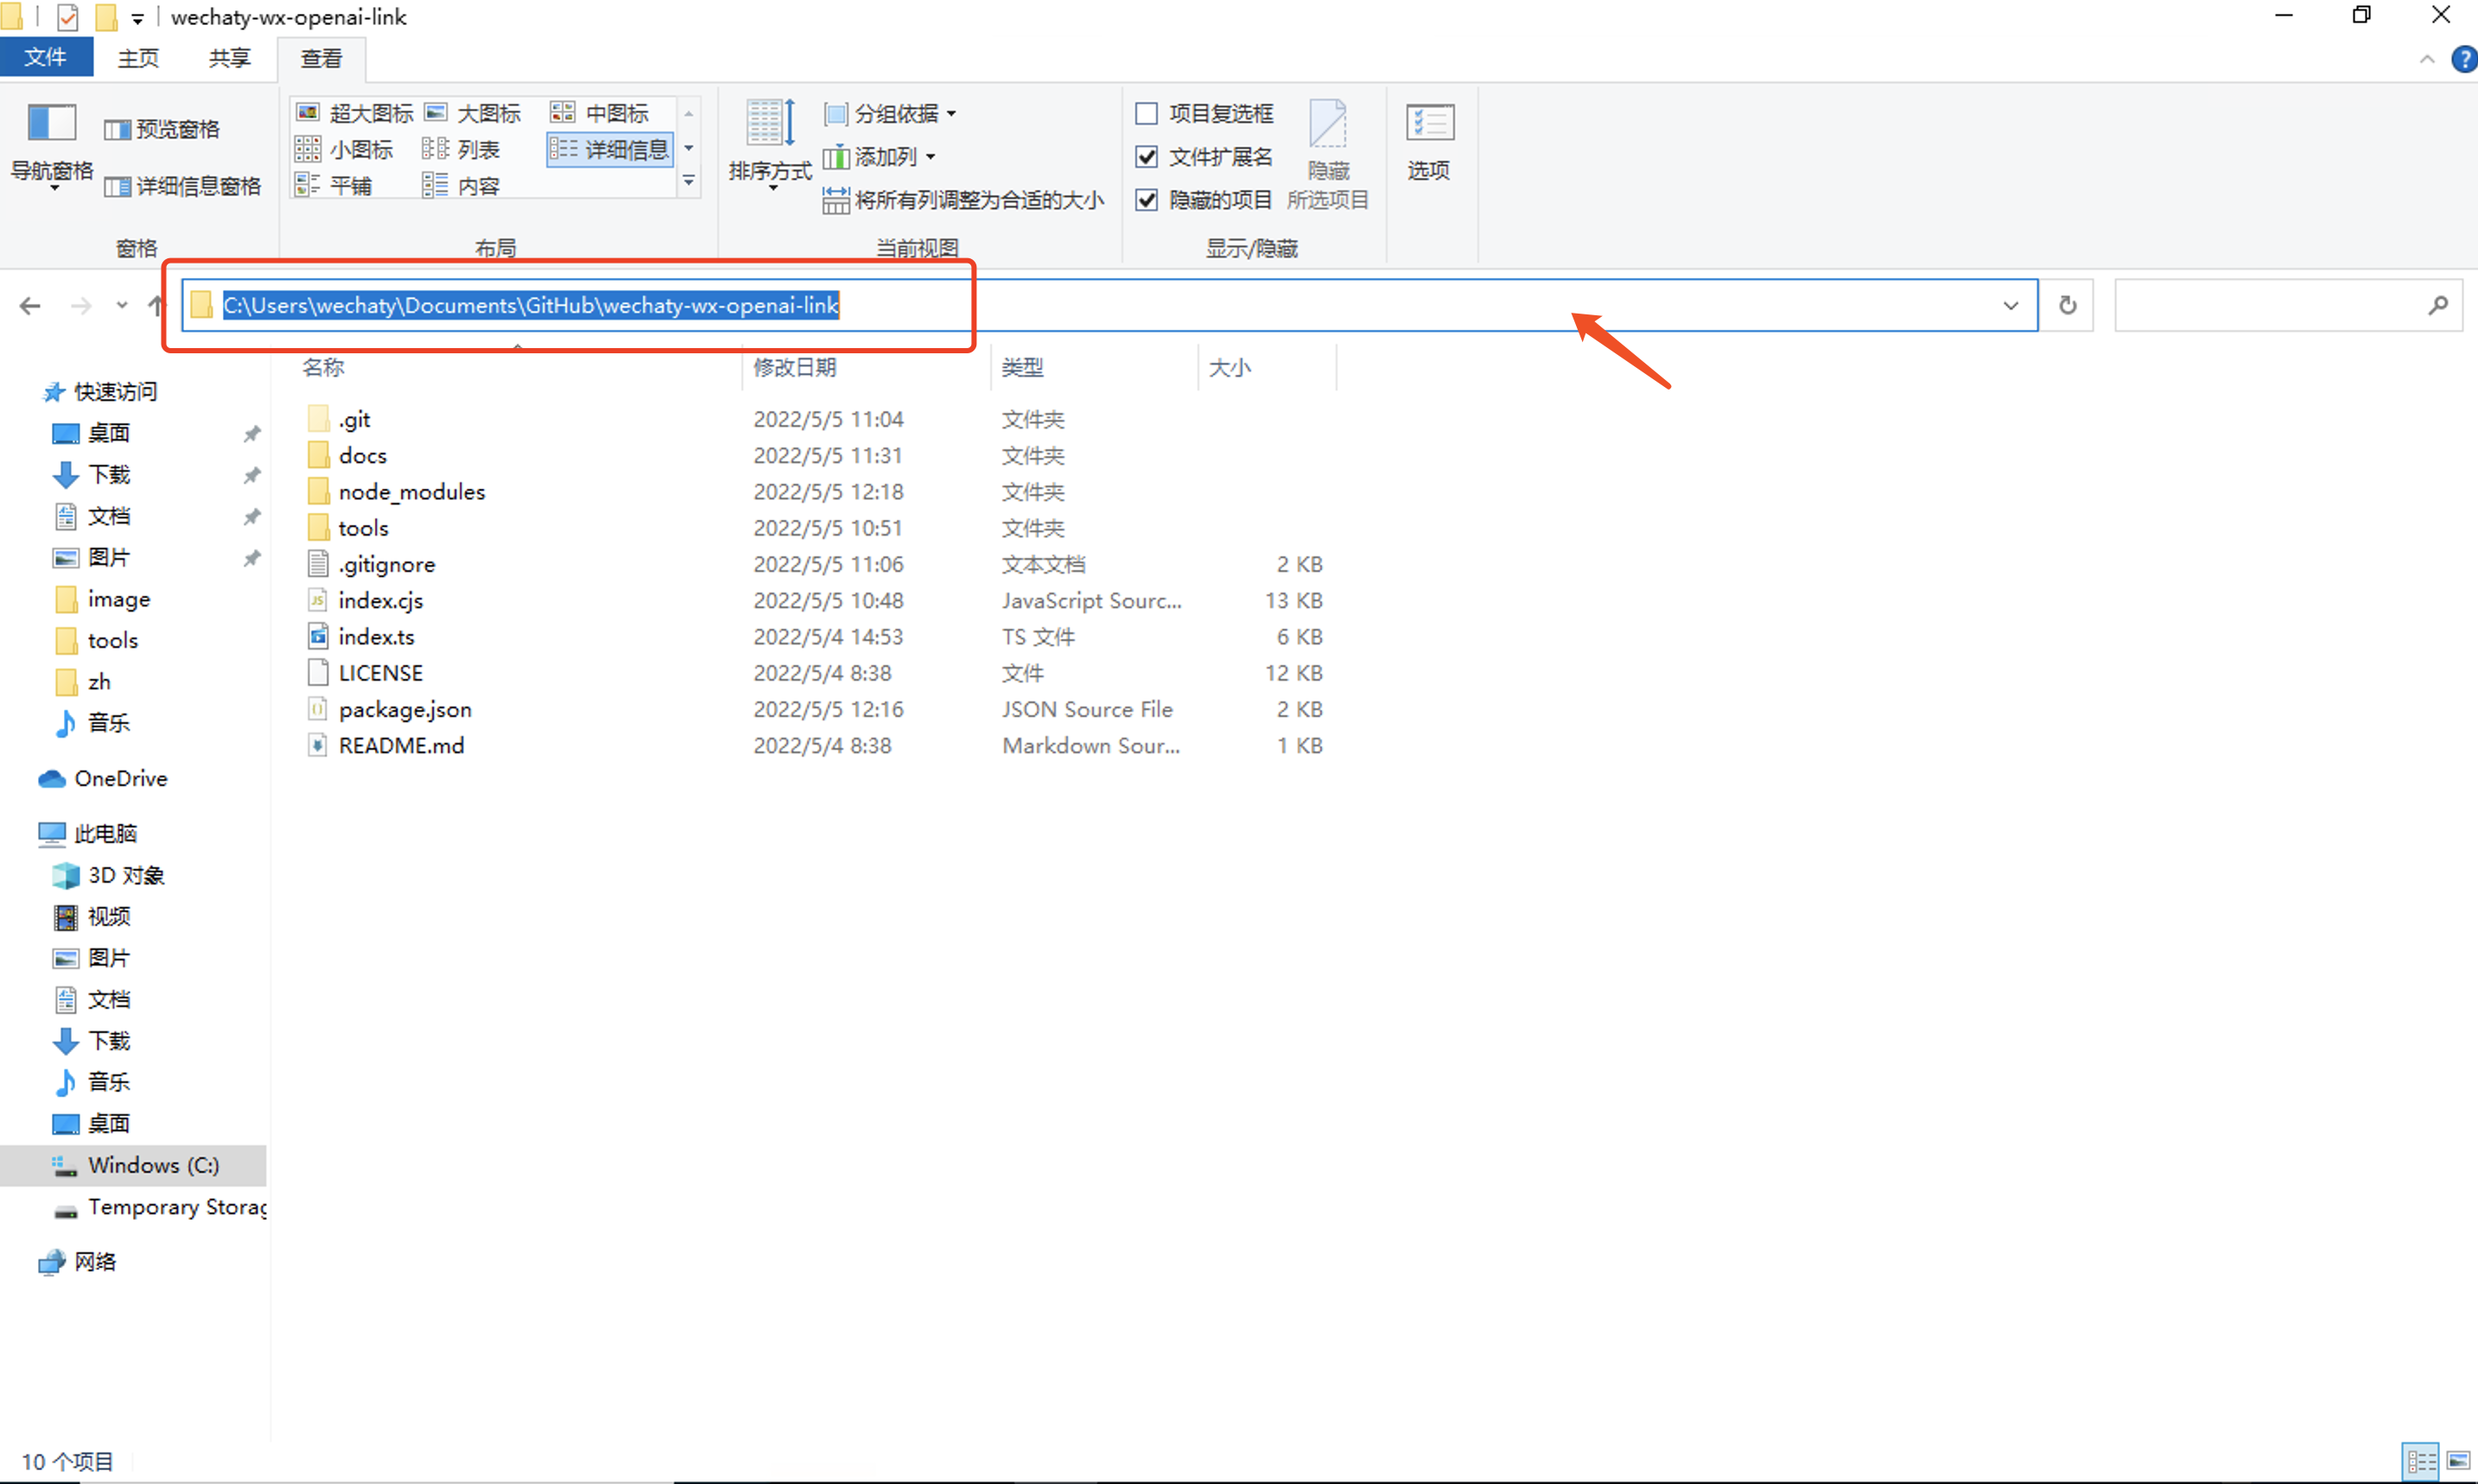 wechaty-wx-openai-link
文件 主页 共享 查看
导航窗格
预览窗格
详细信息窗格
窗格
超大图标 大图标 中图标
小图标 列表 详细信息
平铺 内容
布局
排序方式
分组依据
添加列
将所有列调整为合适的大小
当前视图
项目复选框
文件扩展名
隐藏的项目
隐藏
所选项目
显示/隐藏
选项
C:\Users\wechaty\Documents\GitHub\wechaty-wx-openai-link
快速访问
桌面
下载
文档
图片
image
tools
zh
音乐
OneDrive
此电脑
3D 对象
视频
图片
文档
下载
音乐
桌面
Windows (C:)
Temporary Storag
网络
名称 修改日期 类型 大小
.git 2022/5/5 11:04 文件夹
docs 2022/5/5 11:31 文件夹
node_modules 2022/5/5 12:18 文件夹
tools 2022/5/5 10:51 文件夹
.gitignore 2022/5/5 11:06 文本文档 2 KB
index.cjs 2022/5/5 10:48 JavaScript Sourc... 13 KB
index.ts 2022/5/4 14:53 TS 文件 6 KB
LICENSE 2022/5/4 8:38 文件 12 KB
package.json 2022/5/5 12:16 JSON Source File 2 KB
README.md 2022/5/4 8:38 Markdown Sour... 1 KB
10 个项目